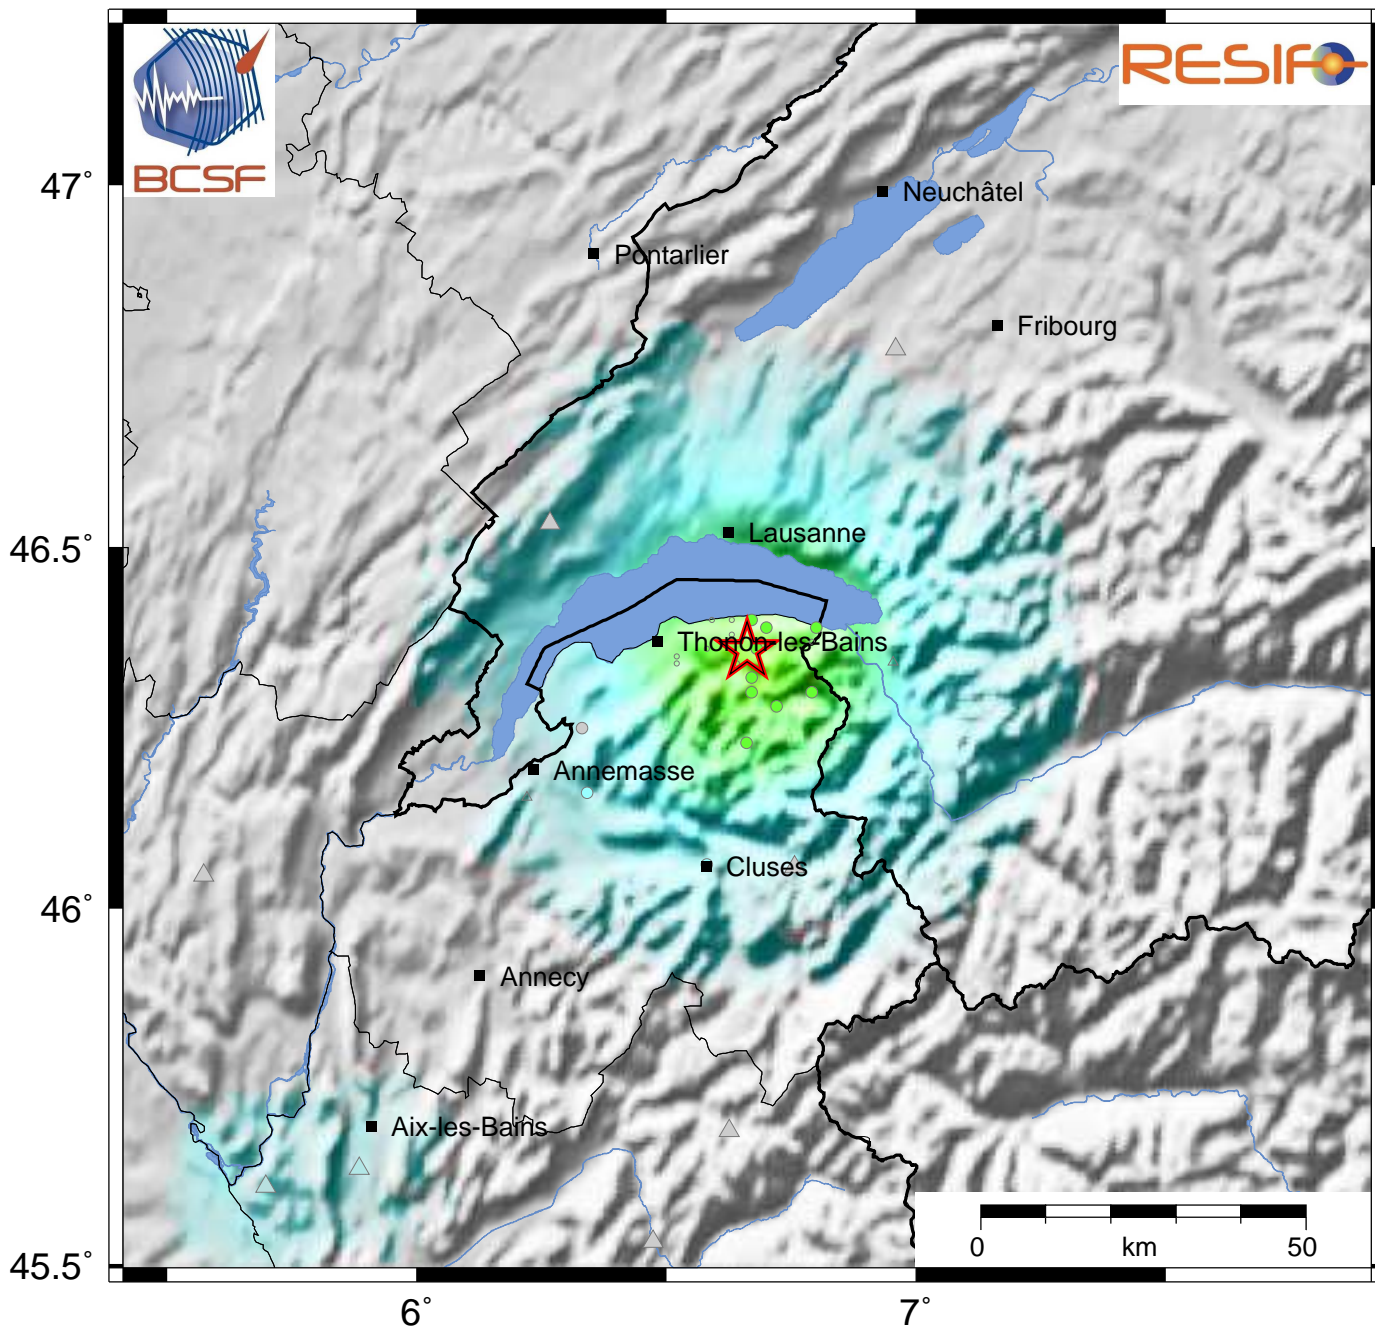 BCSF
RESIF
47°
Neuchâtel
Pontarlier
Fribourg
46.5°
Lausanne
Thonon-les-Bains
Annemasse
Cluses
46°
Annecy
Aix-les-Bains
0 km 50
45.5°
6° 7°